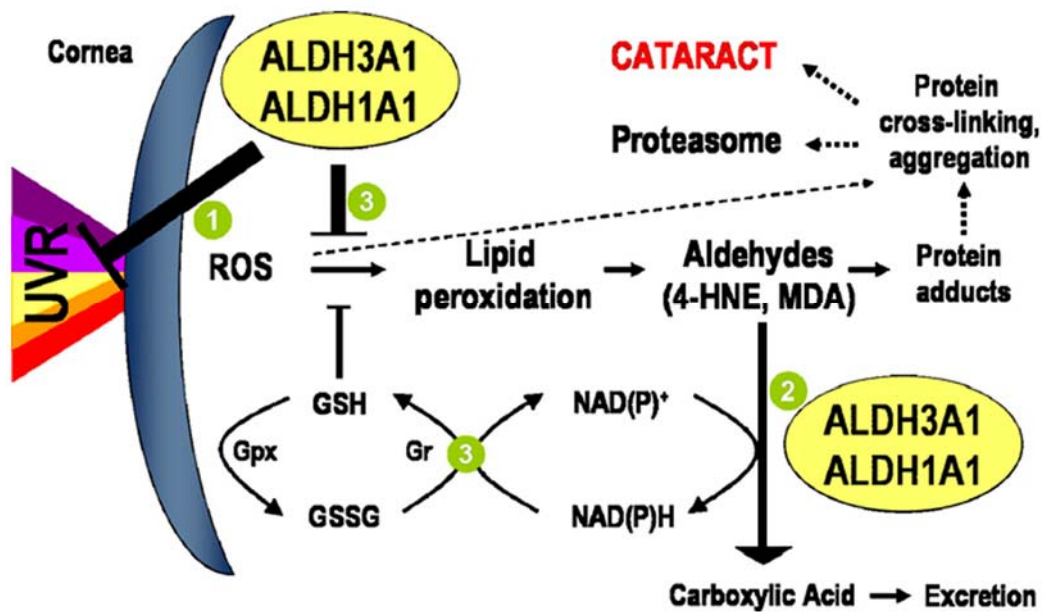 Cornea
ALDH3A1
ALDH1A1
CATARACT
Protein
cross-linking,
aggregation
Proteasome
1
3
UVR
ROS
Lipid
peroxidation
Aldehydes
(4-HNE, MDA)
Protein
adducts
GSH
NAD(P)⁺
2
ALDH3A1
ALDH1A1
Gpx
Gr
3
GSSG
NAD(P)H
Carboxylic Acid
Excretion